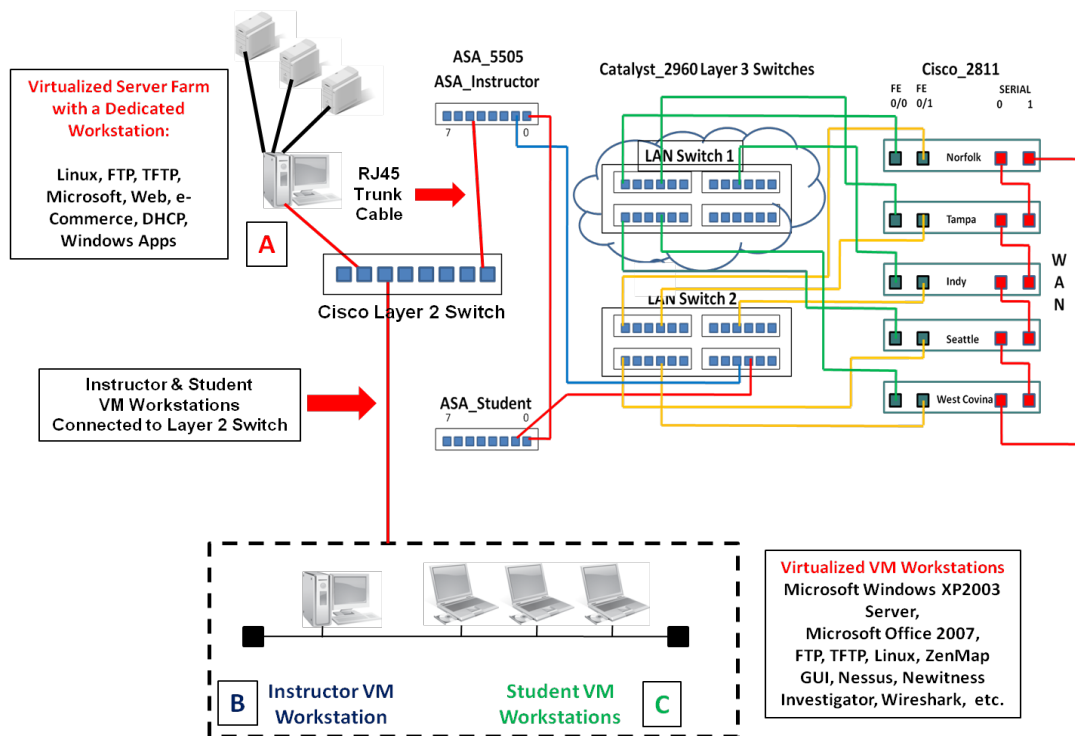 Virtualized Server Farm
with a Dedicated
Workstation:
Linux, FTP, TFTP,
Microsoft, Web, e-
Commerce, DHCP,
Windows Apps
A
RJ45
Trunk
Cable
Cisco Layer 2 Switch
ASA_5505
ASA_Instructor
7
0
Catalyst_2960 Layer 3 Switches
LAN Switch 1
LAN Switch 2
Cisco_2811
FE
0/0
FE
0/1
SERIAL
0
1
Norfolk
Tampa
Indy
Seattle
West Covina
W
A
N
Instructor & Student
VM Workstations
Connected to Layer 2 Switch
ASA_Student
7
0
B
Instructor VM
Workstation
Student VM
Workstations
C
Virtualized VM Workstations
Microsoft Windows XP2003
Server,
Microsoft Office 2007,
FTP, TFTP, Linux, ZenMap
GUI, Nessus, Newitness
Investigator, Wireshark, etc.